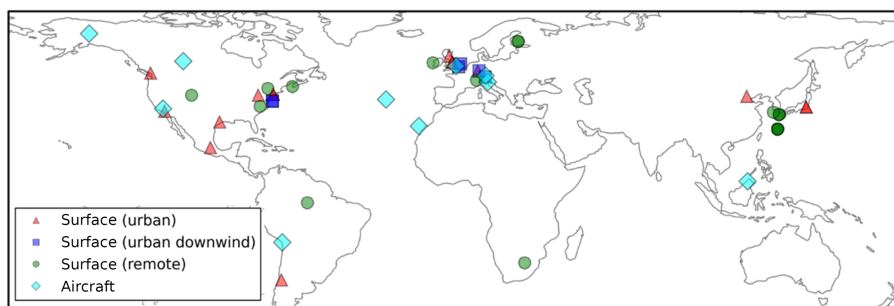 Surface (urban)
Surface (urban downwind)
Surface (remote)
Aircraft